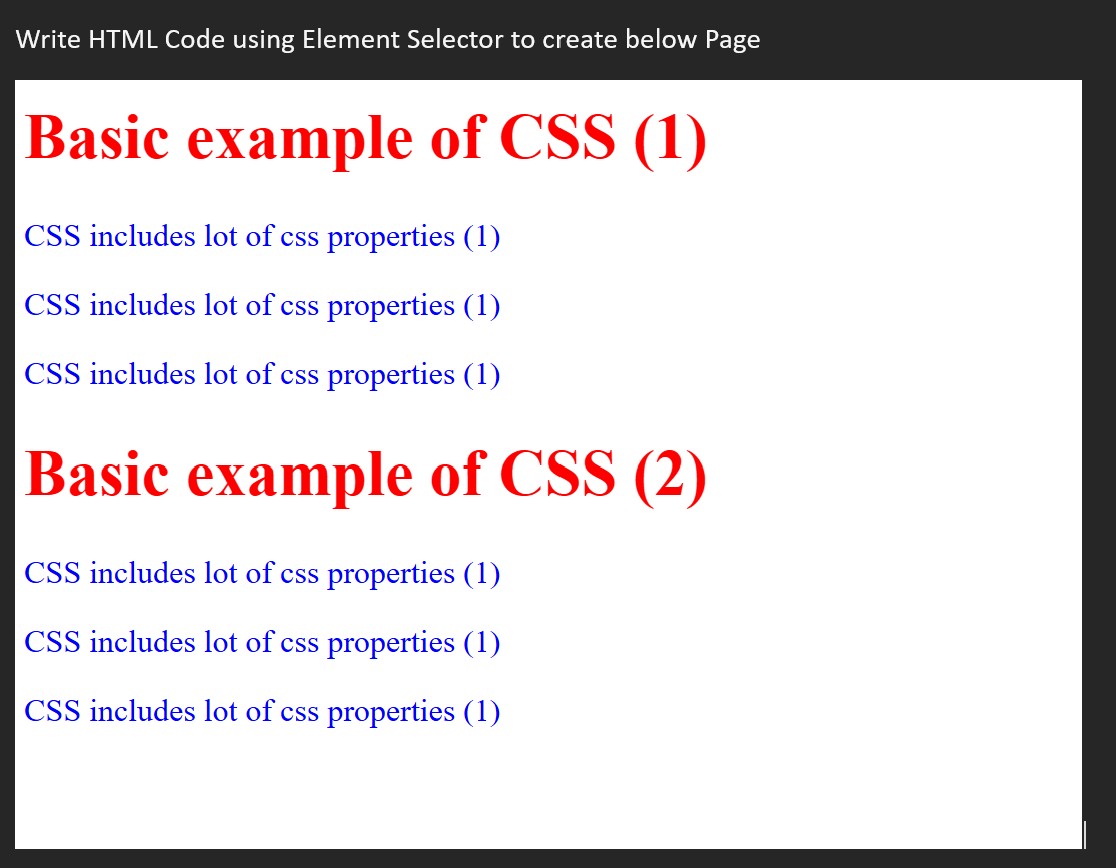 Write HTML Code using Element Selector to create below Page
Basic example of CSS (1)
CSS includes lot of css properties (1)
CSS includes lot of css properties (1)
CSS includes lot of css properties (1)
Basic example of CSS (2)
CSS includes lot of css properties (1)
CSS includes lot of css properties (1)
CSS includes lot of css properties (1)